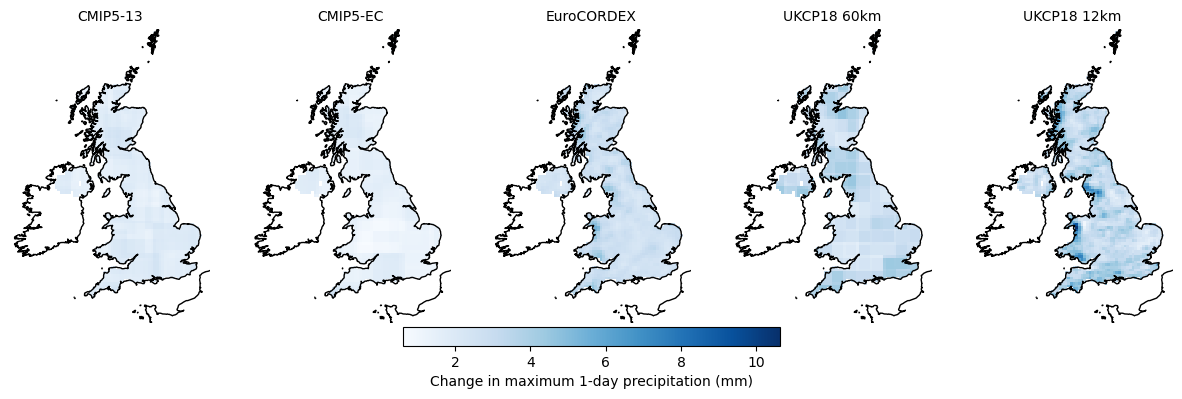 CMIP5-13
CMIP5-EC
EuroCORDEX
UKCP18 60km
UKCP18 12km
2 4 6 8 10
Change in maximum 1-day precipitation (mm)